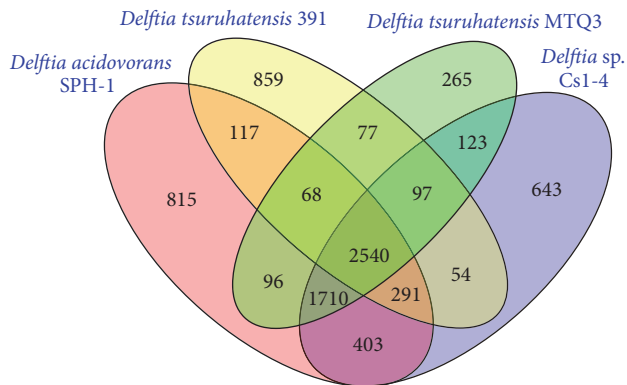 Delftia tsuruhatensis 391
Delftia tsuruhatensis MTQ3
Delftia acidovorans
SPH-1
Delftia sp.
Cs1-4
859
265
117
77
123
815
68
97
643
2540
96
1710
291
54
403